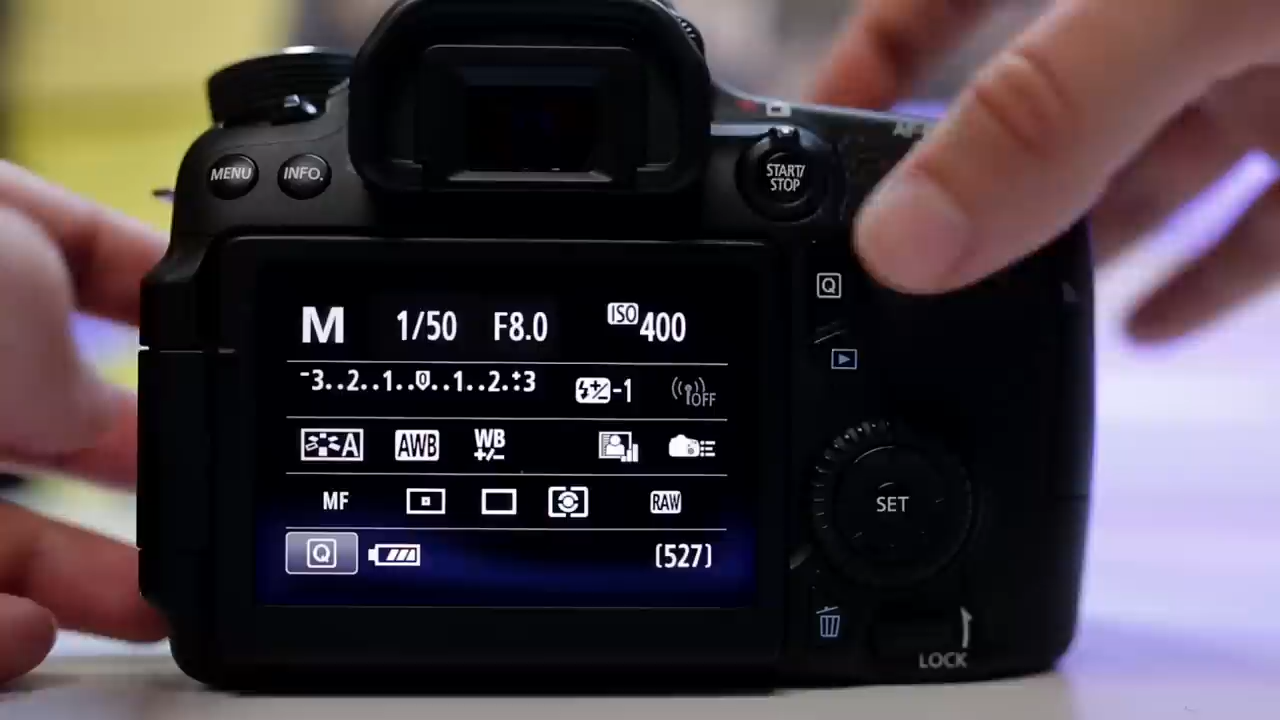 MENU INFO. START/
STOP
Q
M 1/50 F8.0 ISO 400
-3..2..1..0..1..2.:+3 -1 OFF
A AWB WB
+/-
MF RAW
SET
Q (527)
LOCK